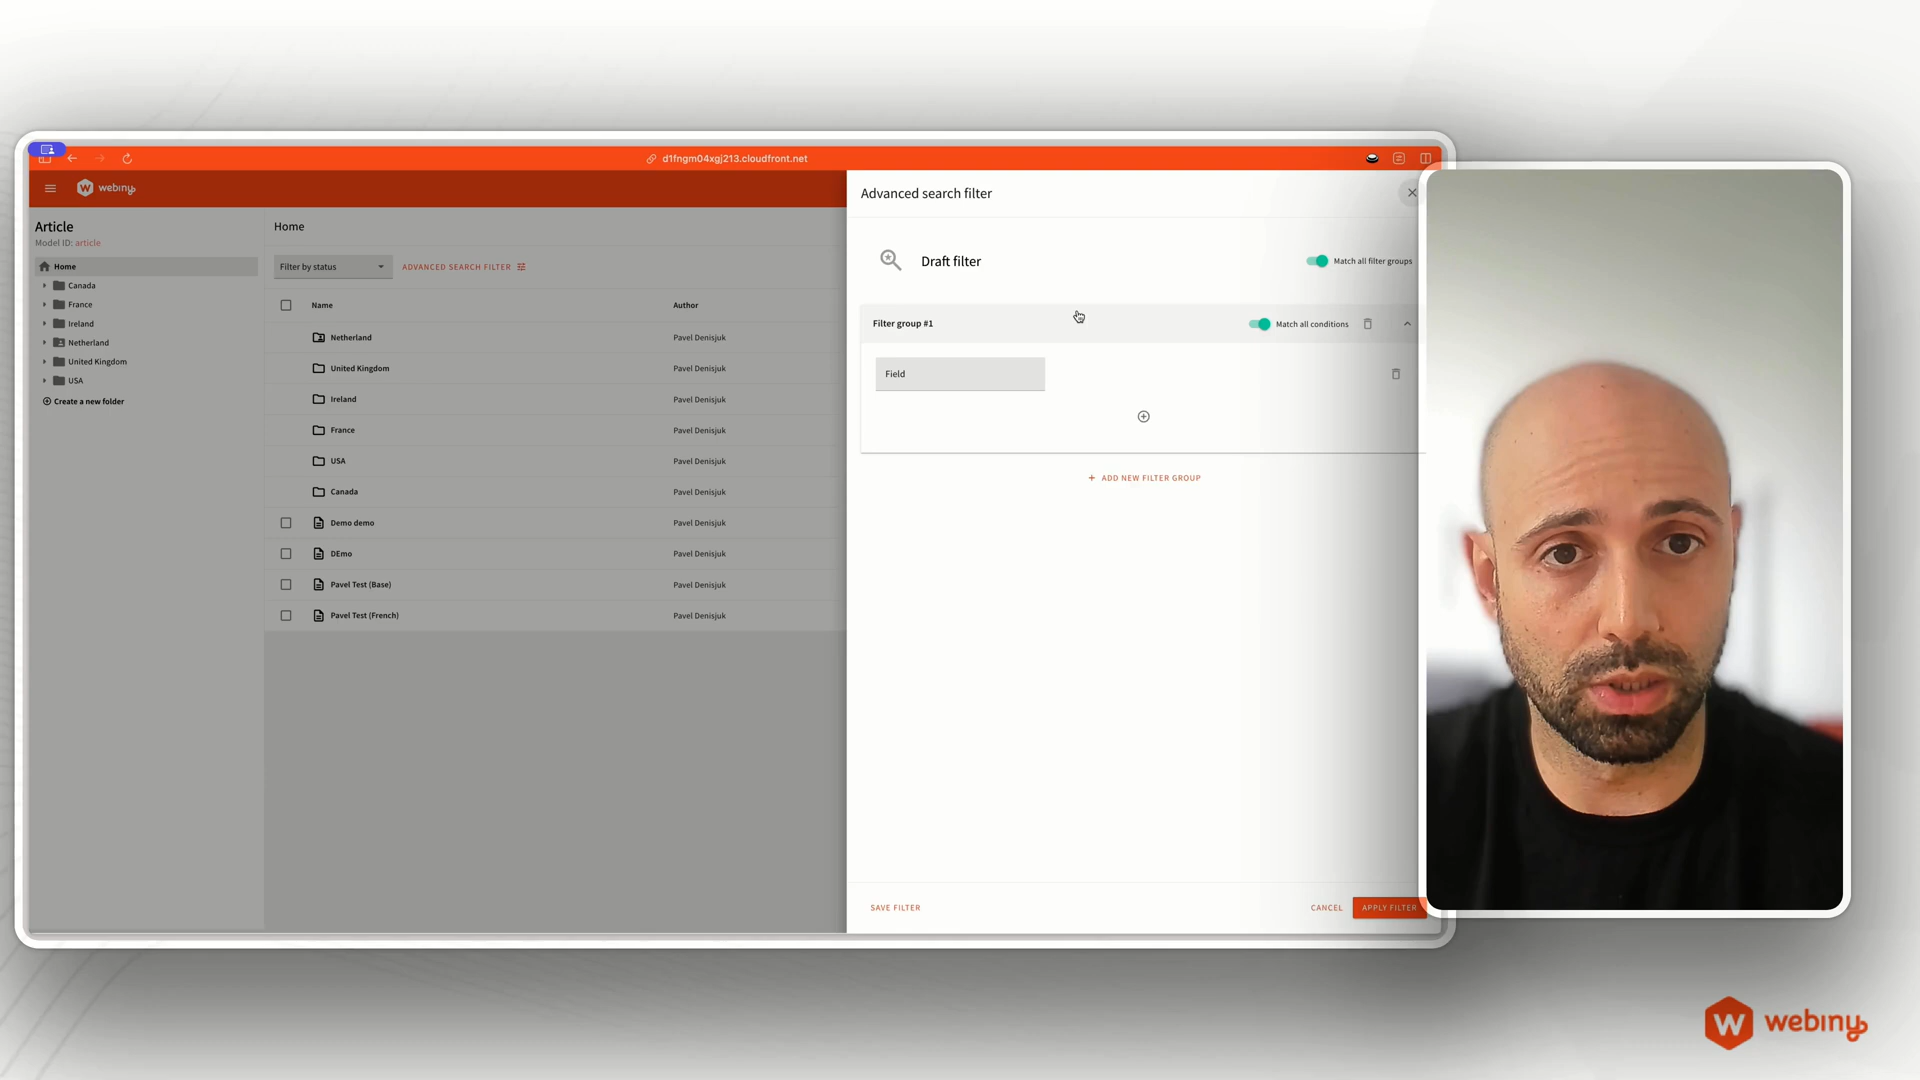 d1fngm04xgj213.cloudfront.net
webiny
Article
Model ID: article
Home
Canada
France
Ireland
Netherland
United Kingdom
USA
Create a new folder
Home
Filter by status
ADVANCED SEARCH FILTER
Name
Author
Netherland
Pavel Denisjuk
United Kingdom
Pavel Denisjuk
Ireland
Pavel Denisjuk
France
Pavel Denisjuk
USA
Pavel Denisjuk
Canada
Pavel Denisjuk
Demo demo
Pavel Denisjuk
DEmo
Pavel Denisjuk
Pavel Test (Base)
Pavel Denisjuk
Pavel Test (French)
Pavel Denisjuk
Advanced search filter
Draft filter
Match all filter groups
Filter group #1
Match all conditions
Field
+ ADD NEW FILTER GROUP
SAVE FILTER
CANCEL
APPLY FILTER
webiny